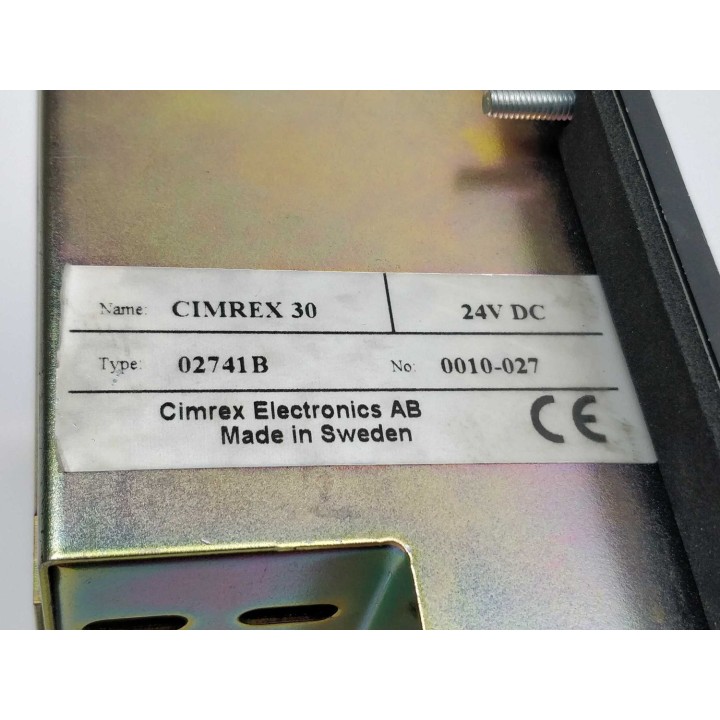 Name: CIMREX 30 24V DC
Type: 02741B No: 0010-027
Cimrex Electronics AB
Made in Sweden
CE